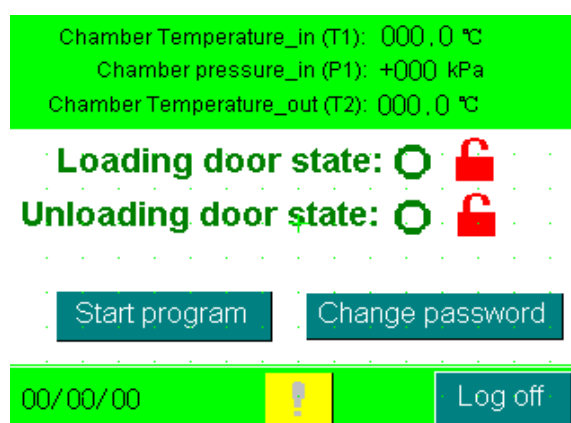 Chamber Temperature_in (T1): 000.0 ℃
Chamber pressure_in (P1): +000 kPa
Chamber Temperature_out (T2): 000.0 ℃
Loading door state:
Unloading door state:
Start program Change password
00/00/00 ! Log off